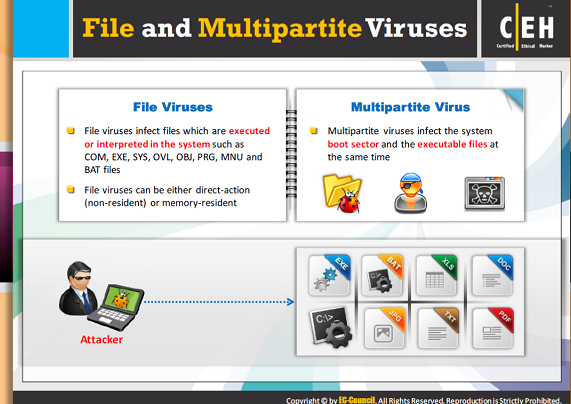 File and Multipartite Viruses
C|EH
Certified Ethical Hacker
File Viruses
File viruses infect files which are executed
or interpreted in the system such as
COM, EXE, SYS, OVL, OBJ, PRG, MNU and
BAT files
File viruses can be either direct-action
(non-resident) or memory-resident
Multipartite Virus
Multipartite viruses infect the system
boot sector and the executable files at
the same time
Attacker
EXE
BAT
XLS
DOC
C:\>
JPG
TXT
PDF
Copyright © by EC-Council. All Rights Reserved. Reproduction is Strictly Prohibited.